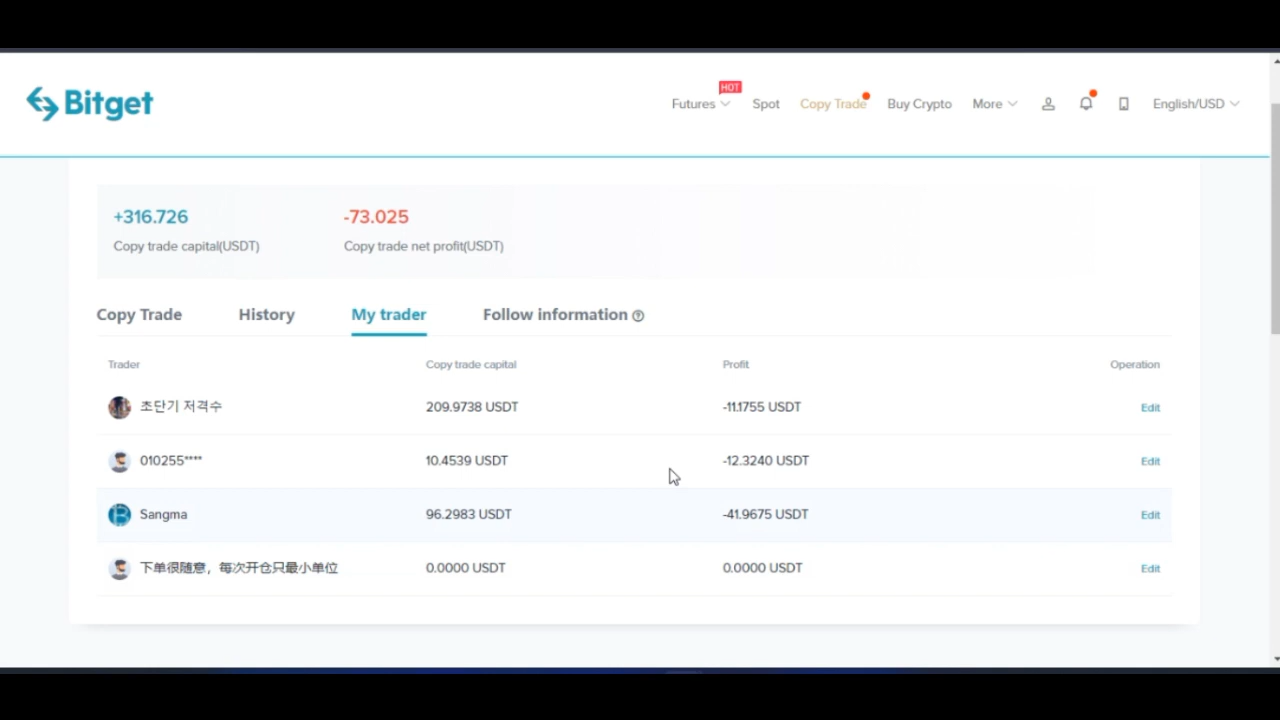 Bitget
HOT
Futures Spot Copy Trade Buy Crypto More English/USD
+316.726 -73.025
Copy trade capital(USDT) Copy trade net profit(USDT)
Copy Trade History My trader Follow information ?
Trader Copy trade capital Profit Operation
초단기 저격수 209.9738 USDT -11.1755 USDT Edit
010255**** 10.4539 USDT -12.3240 USDT Edit
Sangma 96.2983 USDT -41.9675 USDT Edit
下单很随意，每次开仓只最小单位 0.0000 USDT 0.0000 USDT Edit